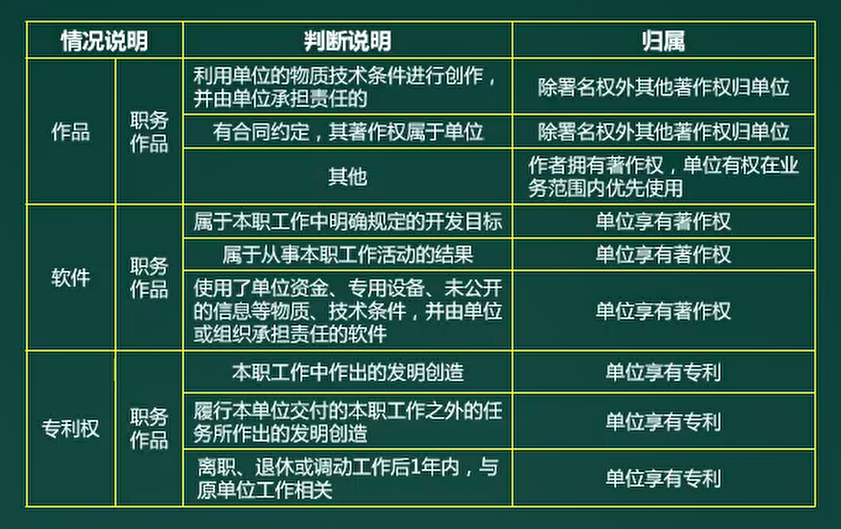 情况说明
判断说明
归属
作品
职务
作品
利用单位的物质技术条件进行创作，
并由单位承担责任的
除署名权外其他著作权归单位
有合同约定，其著作权属于单位
除署名权外其他著作权归单位
其他
作者拥有著作权，单位有权在业
务范围内优先使用
软件
职务
作品
属于本职工作中明确规定的开发目标
单位享有著作权
属于从事本职工作活动的结果
单位享有著作权
使用了单位资金、专用设备、未公开
的信息等物质、技术条件，并由单位
或组织承担责任的软件
单位享有著作权
专利权
职务
作品
本职工作中作出的发明创造
单位享有专利
履行本单位交付的本职工作之外的任
务所作出的发明创造
单位享有专利
离职、退休或调动工作后1年内，与
原单位工作相关
单位享有专利